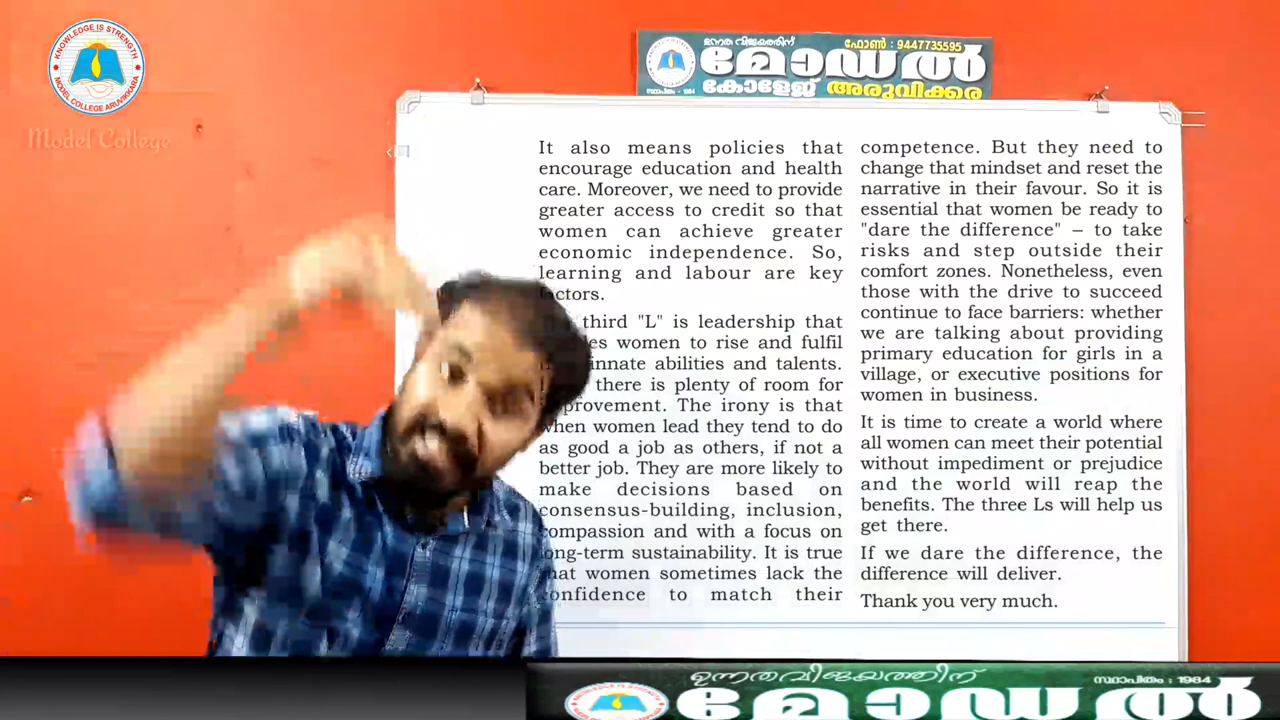 KNOWLEDGE IS STRENGTH
MODEL COLLEGE ARUVIKKARA
Model College
ഉന്നത വിജയത്തിന്
ഫോൺ : 9447735595
മോഡൽ
സ്ഥാപിതം : 1984
കോളേജ് അരുവിക്കര
It also means policies that
encourage education and health
care. Moreover, we need to provide
greater access to credit so that
women can achieve greater
economic independence. So,
learning and labour are key
factors.
third "L" is leadership that
women to rise and fulfil
innate abilities and talents.
there is plenty of room for
improvement. The irony is that
when women lead they tend to do
as good a job as others, if not a
better job. They are more likely to
make decisions based on
consensus-building, inclusion,
compassion and with a focus on
long-term sustainability. It is true
that women sometimes lack the
confidence to match their
competence. But they need to
change that mindset and reset the
narrative in their favour. So it is
essential that women be ready to
"dare the difference" – to take
risks and step outside their
comfort zones. Nonetheless, even
those with the drive to succeed
continue to face barriers: whether
we are talking about providing
primary education for girls in a
village, or executive positions for
women in business.
It is time to create a world where
all women can meet their potential
without impediment or prejudice
and the world will reap the
benefits. The three Ls will help us
get there.
If we dare the difference, the
difference will deliver.
Thank you very much.
ഉന്നതവിജയത്തിന്
സ്ഥാപിതം : 1984
മോഡൽ